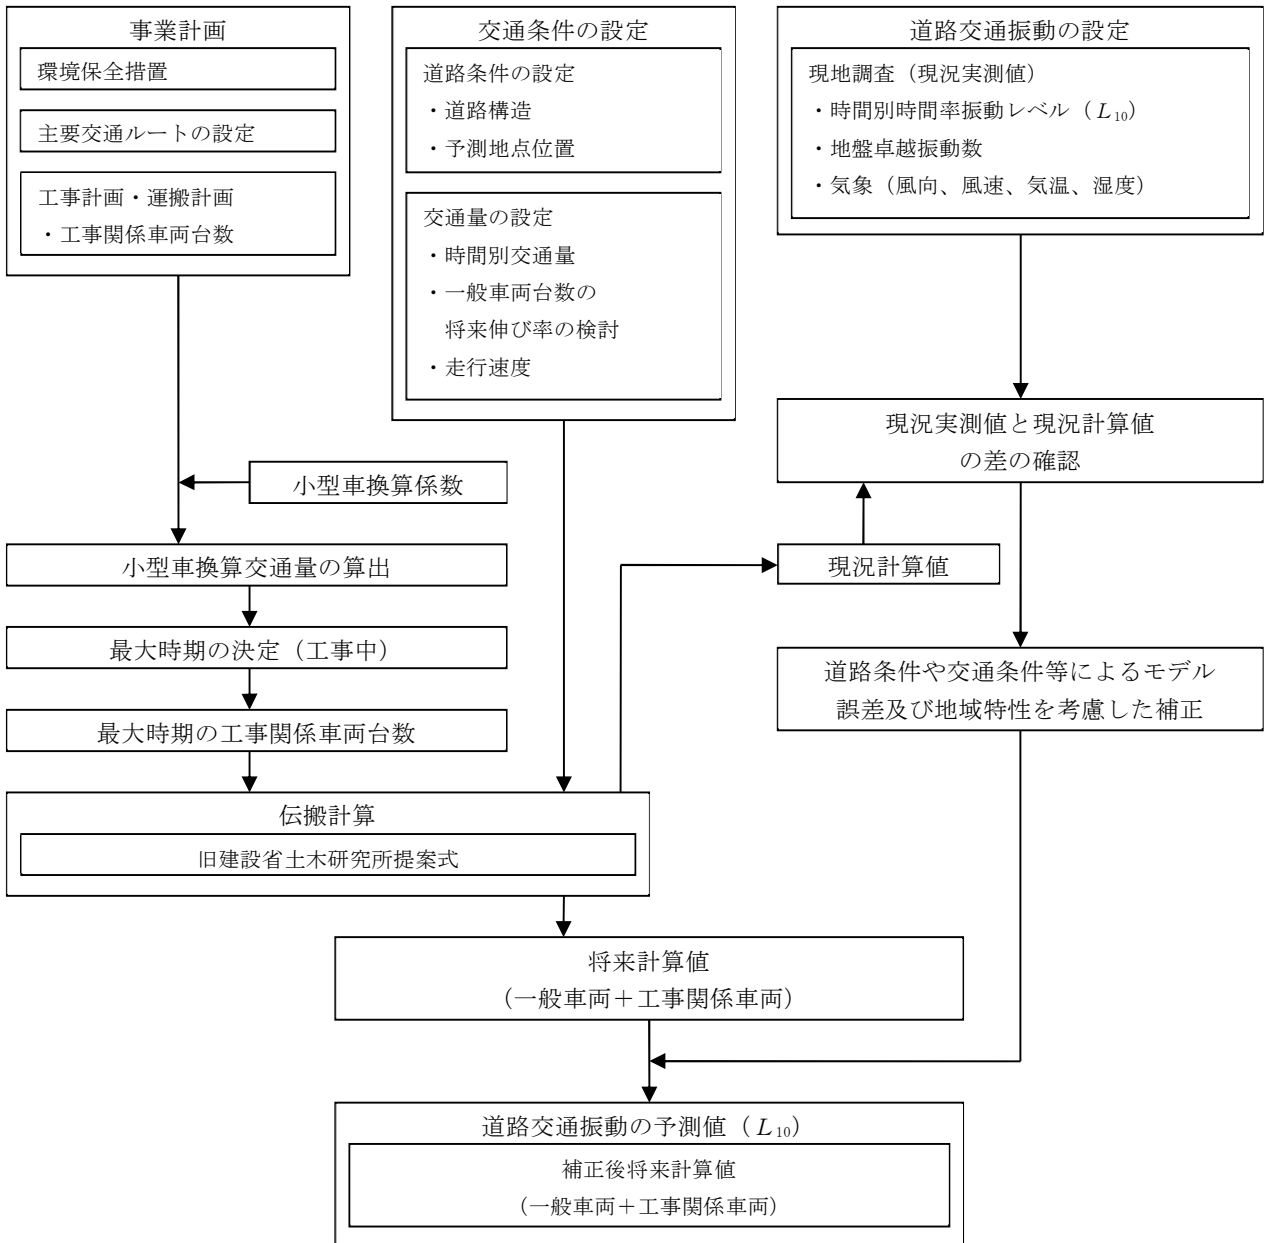 事業計画
環境保全措置
主要交通ルートの設定
工事計画・運搬計画
・工事関係車両台数
交通条件の設定
道路条件の設定
・道路構造
・予測地点位置
交通量の設定
・時間別交通量
・一般車両台数の
将来伸び率の検討
・走行速度
道路交通振動の設定
現地調査（現況実測値）
・時間別時間率振動レベル（L10）
・地盤卓越振動数
・気象（風向、風速、気温、湿度）
現況実測値と現況計算値
の差の確認
小型車換算係数
小型車換算交通量の算出
現況計算値
最大時期の決定（工事中）
道路条件や交通条件等によるモデル
誤差及び地域特性を考慮した補正
最大時期の工事関係車両台数
伝搬計算
旧建設省土木研究所提案式
将来計算値
（一般車両＋工事関係車両）
道路交通振動の予測値（L10）
補正後将来計算値
（一般車両＋工事関係車両）